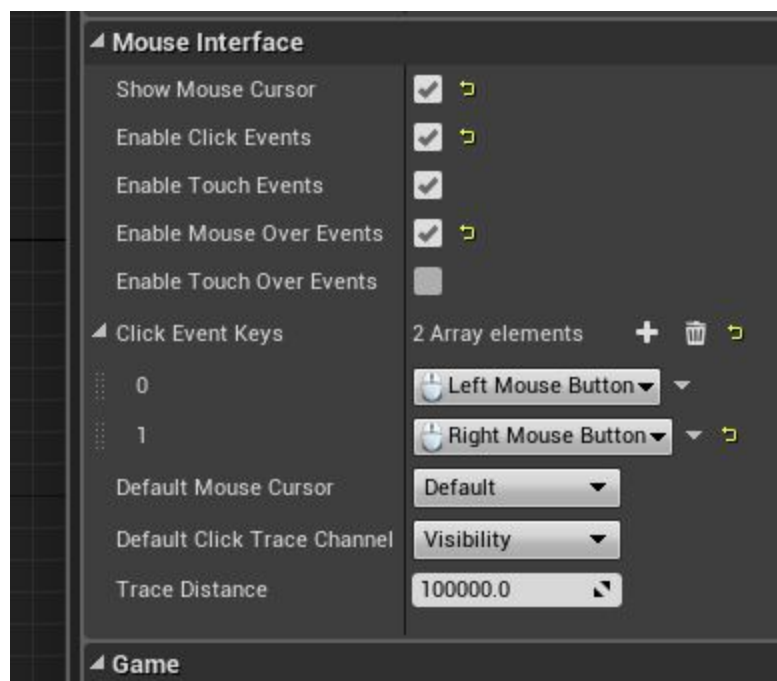 Mouse Interface
Show Mouse Cursor
Enable Click Events
Enable Touch Events
Enable Mouse Over Events
Enable Touch Over Events
Click Event Keys 2 Array elements
0 Left Mouse Button
1 Right Mouse Button
Default Mouse Cursor Default
Default Click Trace Channel Visibility
Trace Distance 100000.0
Game